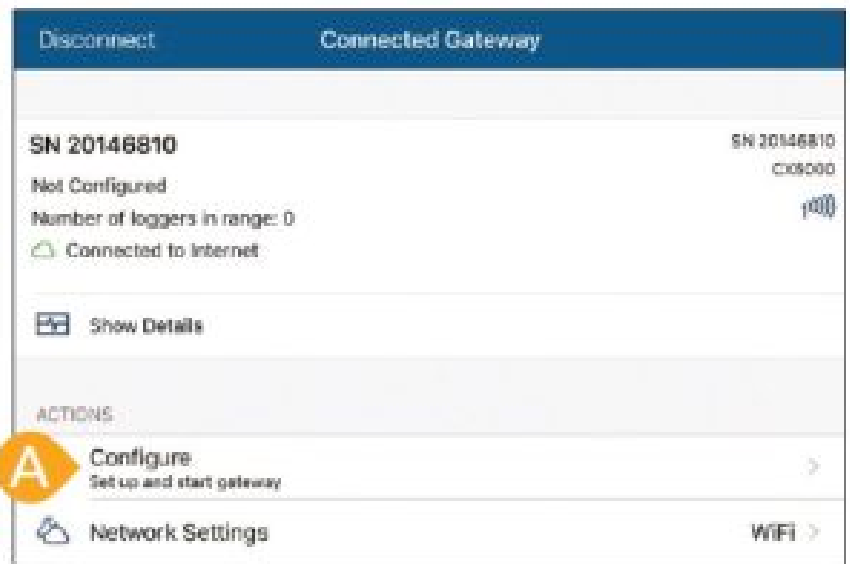 Disconnect Connected Gateway
SN 20146810 SN 20146810
CX5000
Not Configured
Number of loggers in range: 0
Connected to Internet
Show Details
ACTIONS
A Configure
Set up and start gateway
Network Settings WiFi